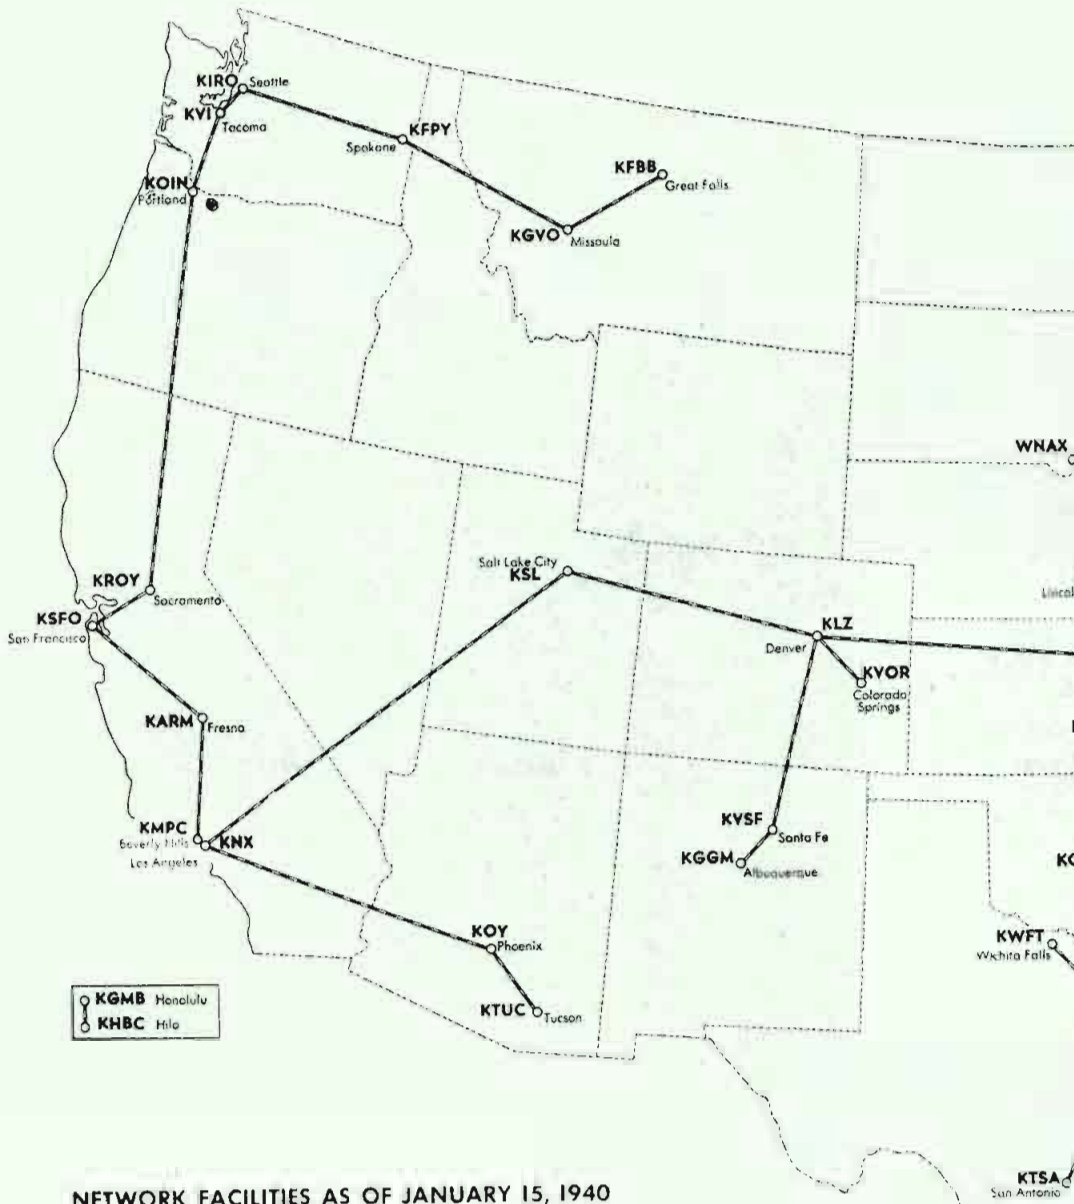 KIRO
Seattle
KVI
Tacoma
KFPY
Spokane
KFBB
Great Falls
KOIN
Portland
KGVO
Missoula
WNAX
Salt Lake City
KSL
KROY
Sacramento
KSFO
San Francisco
KLZ
Denver
KVOR
Colorado
Springs
KARM
Fresno
KMPC
Beverly Hills
KNX
Los Angeles
KVSF
Santa Fe
KGGM
Albuquerque
KOY
Phoenix
KWFT
Wichita Falls
KTUC
Tucson
KGMB Honolulu
KHBC Hilo
KTSA
San Antonio
NETWORK FACILITIES AS OF JANUARY 15, 1940